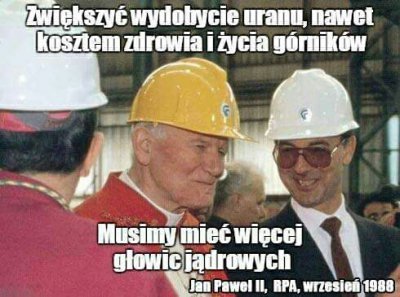 Zwiększyć wydobycie uranu, nawet
kosztem zdrowia i życia górników
Musimy mieć więcej
głowic jądrowych
Jan Paweł II, RPA, wrzesień 1988